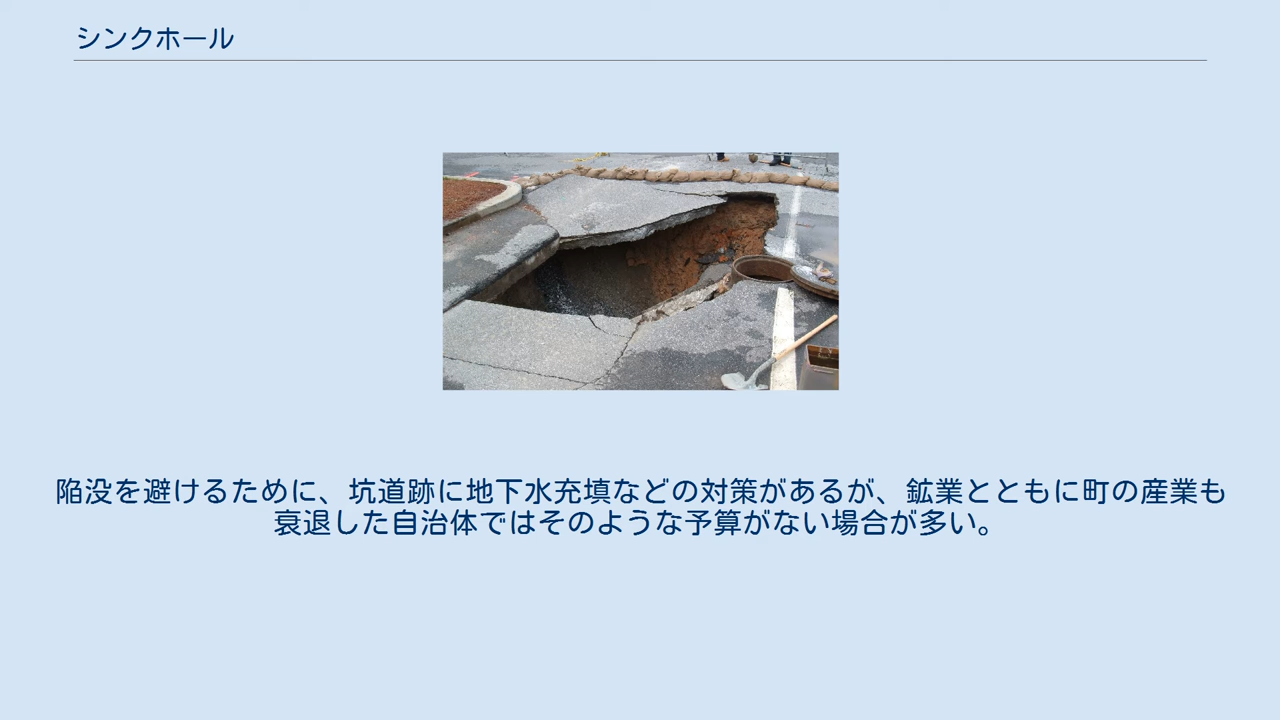 シンクホール
陥没を避けるために、坑道跡に地下水充填などの対策があるが、鉱業とともに町の産業も
衰退した自治体ではそのような予算がない場合が多い。